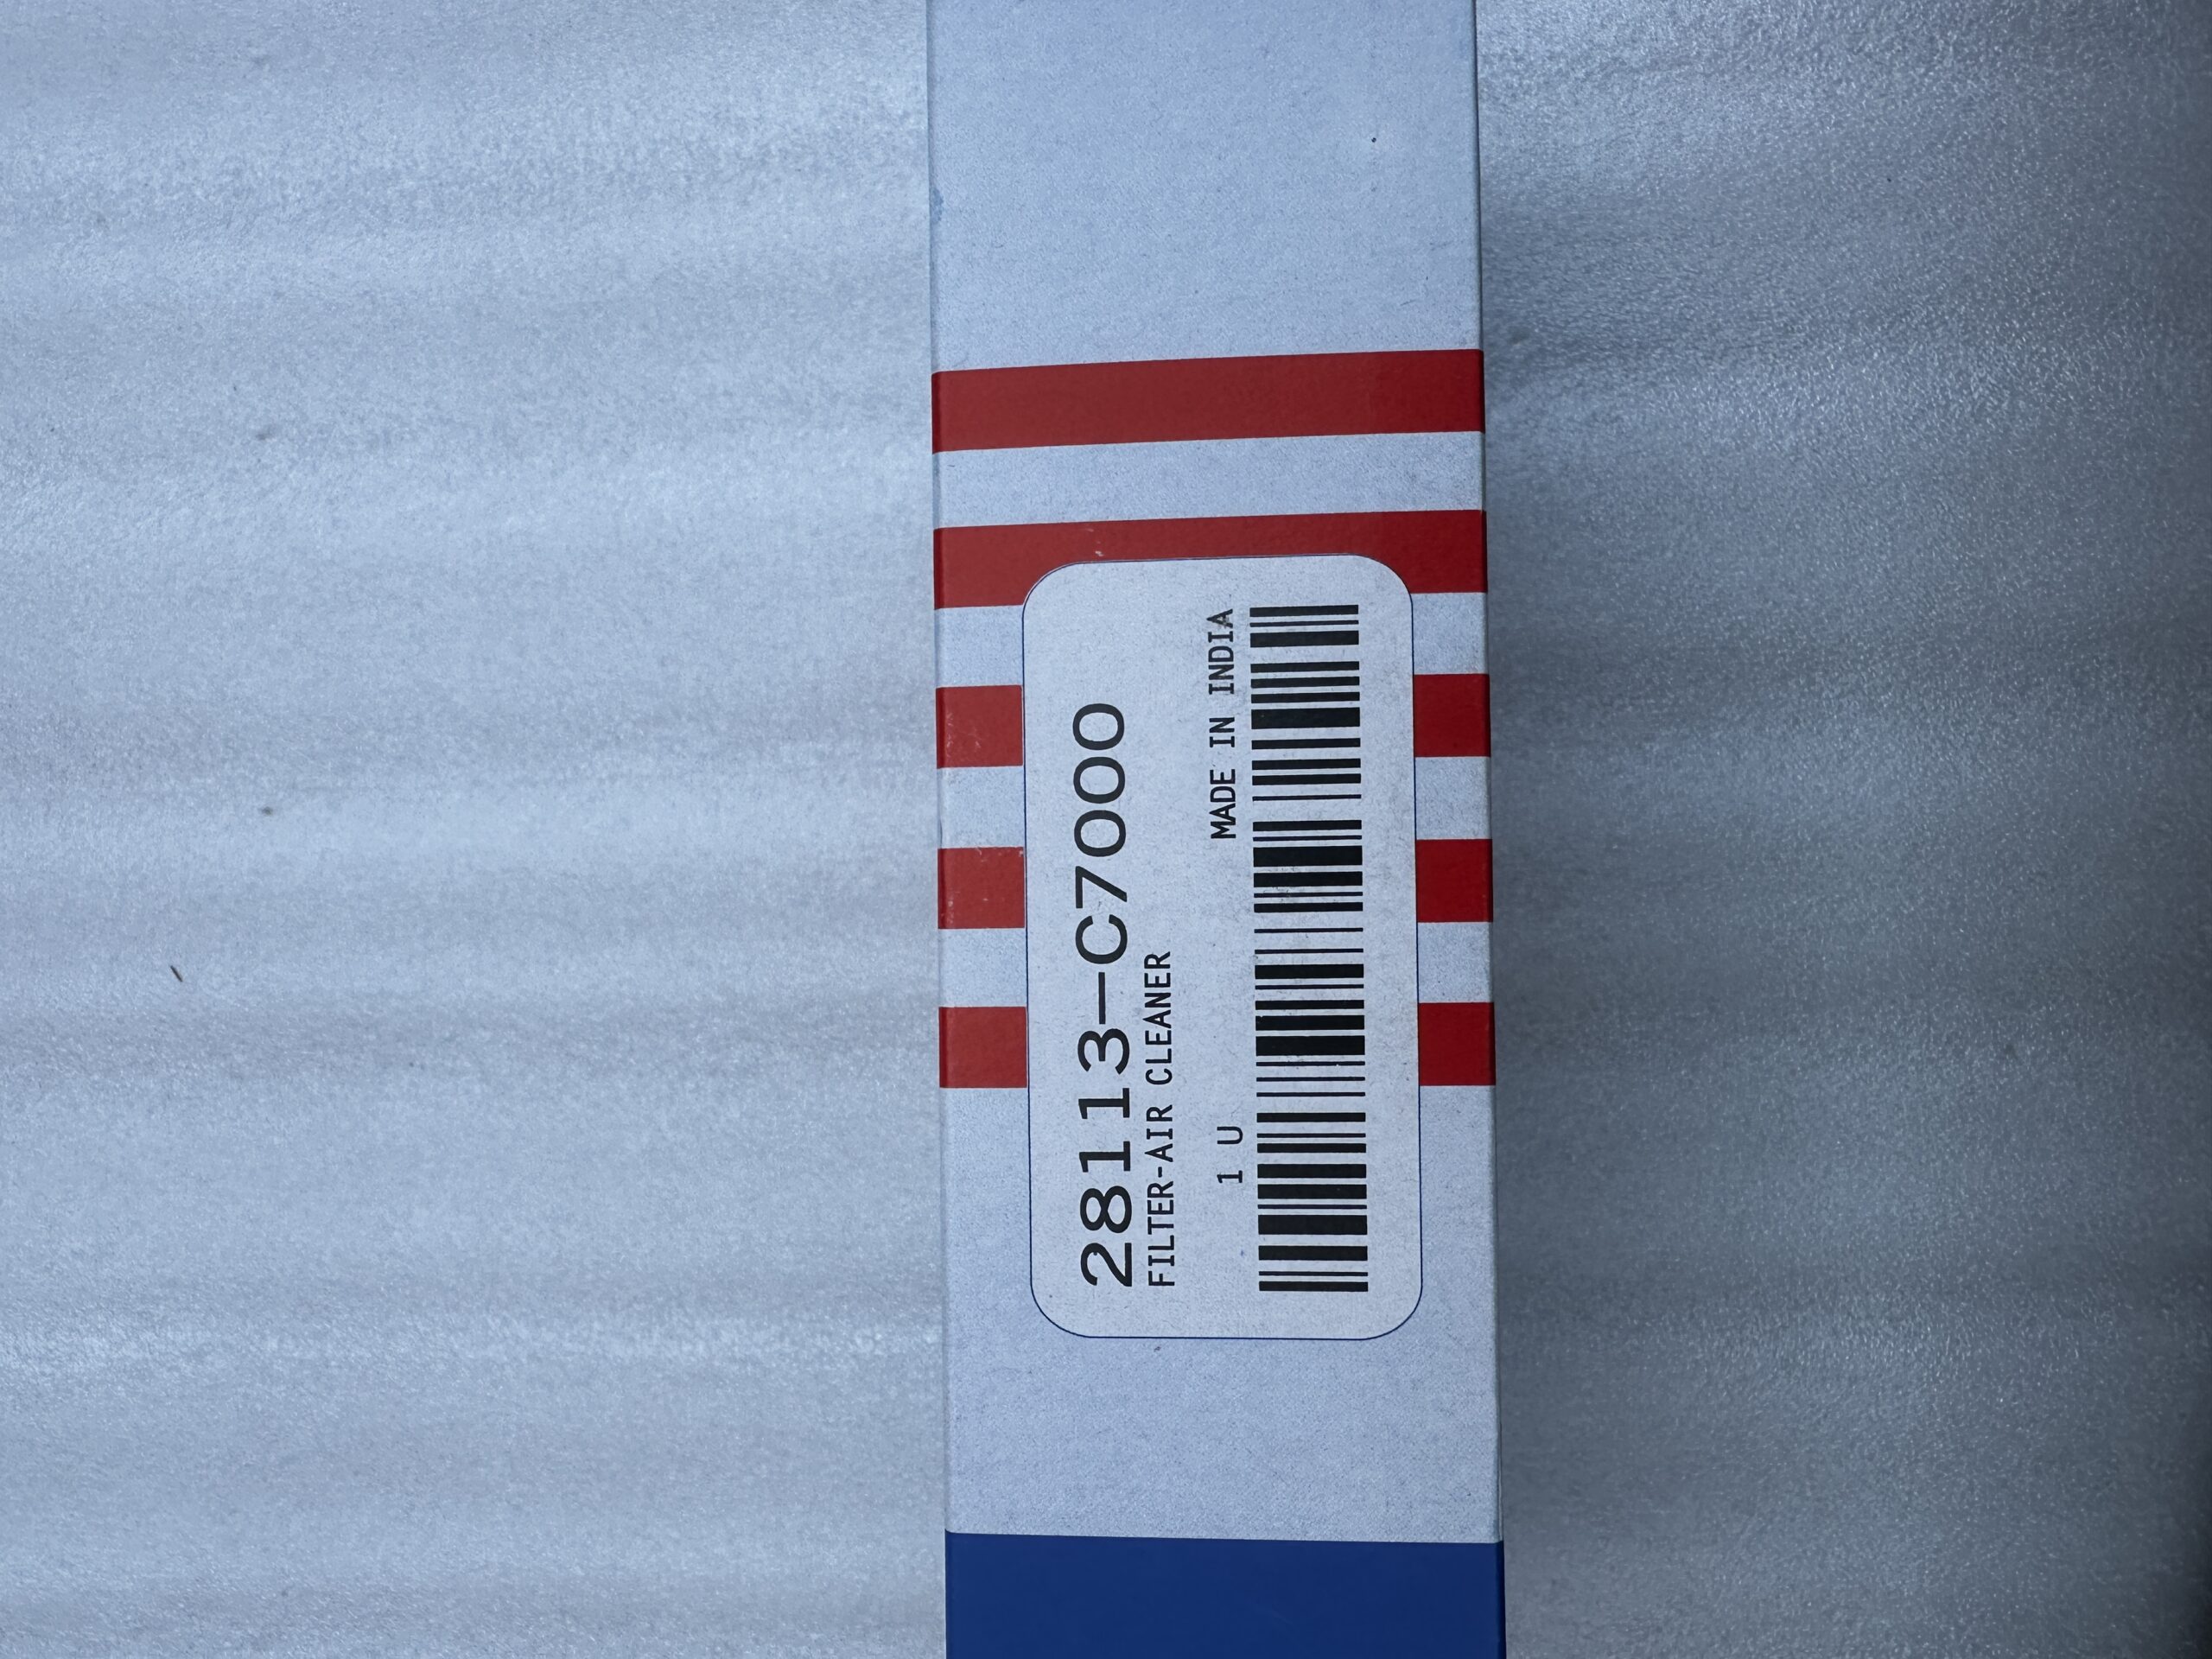 28113-C7000
FILTER-AIR CLEANER
1 U
MADE IN INDIA